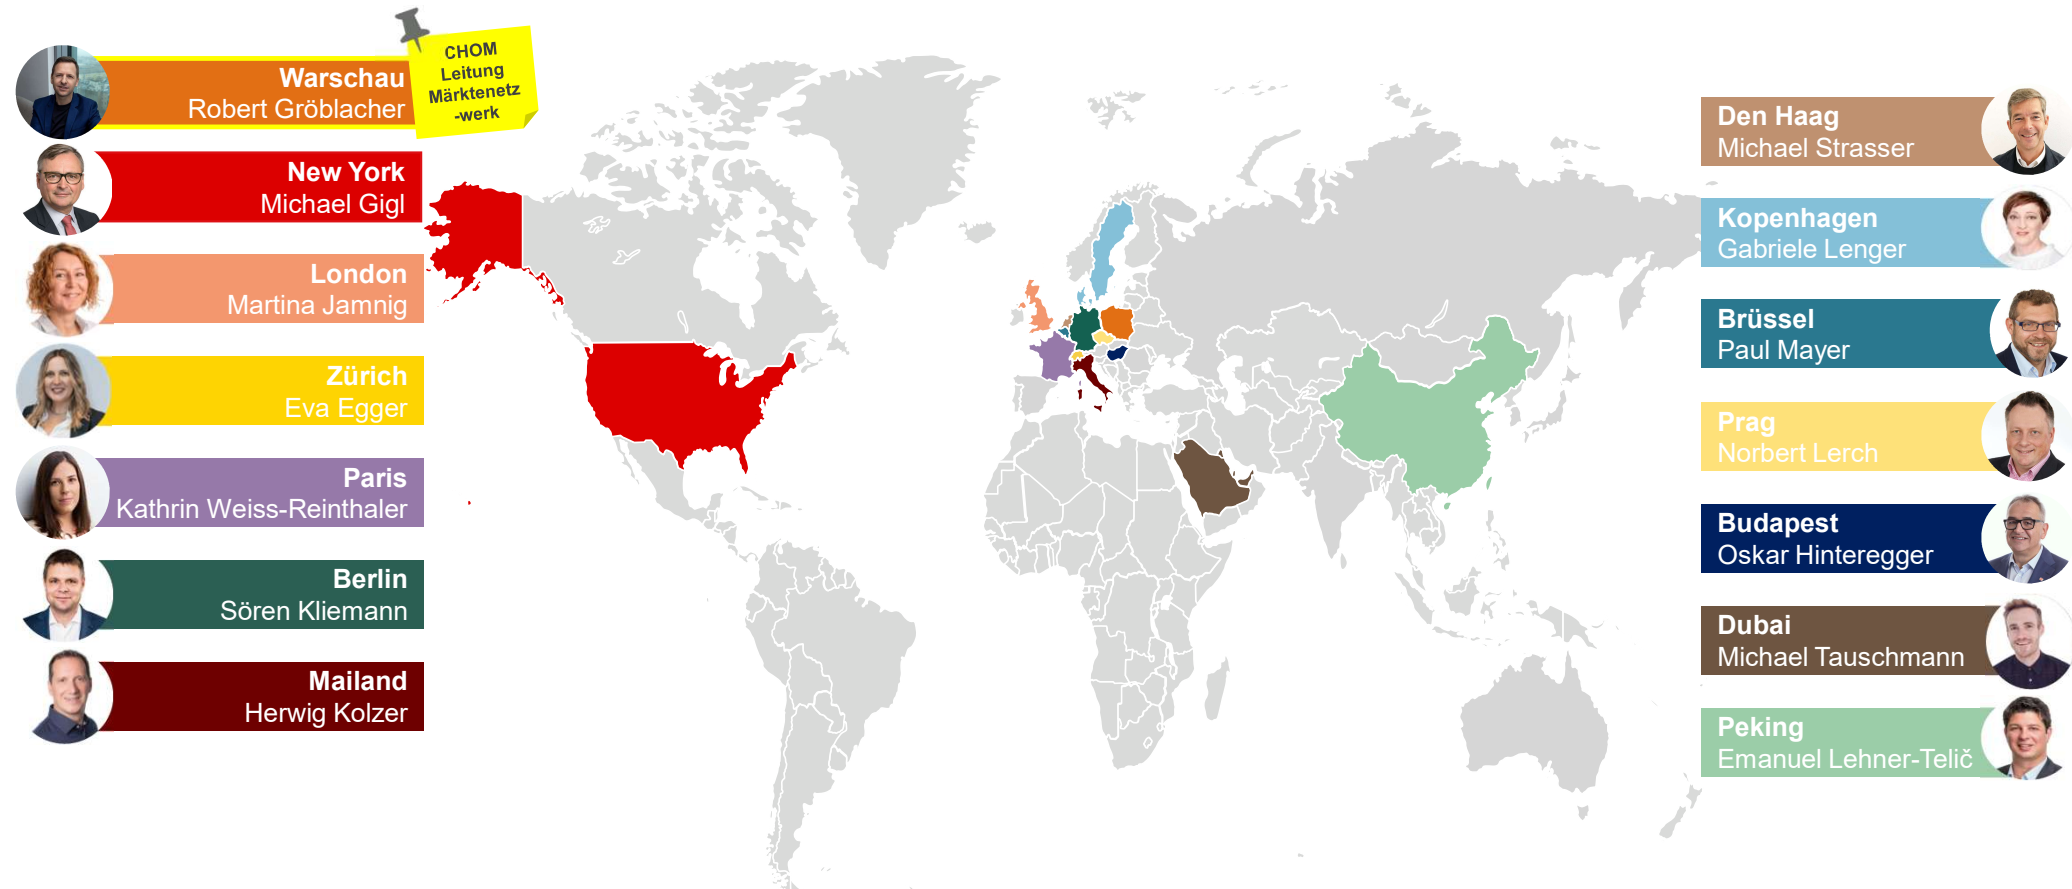 Warschau
Robert Gröblacher
CHOM
Leitung
Märktenetz
-werk
New York
Michael Gigl
London
Martina Jamnig
Zürich
Eva Egger
Paris
Kathrin Weiss-Reinthaler
Berlin
Sören Kliemann
Mailand
Herwig Kolzer
Den Haag
Michael Strasser
Kopenhagen
Gabriele Lenger
Brüssel
Paul Mayer
Prag
Norbert Lerch
Budapest
Oskar Hinteregger
Dubai
Michael Tauschmann
Peking
Emanuel Lehner-Telič